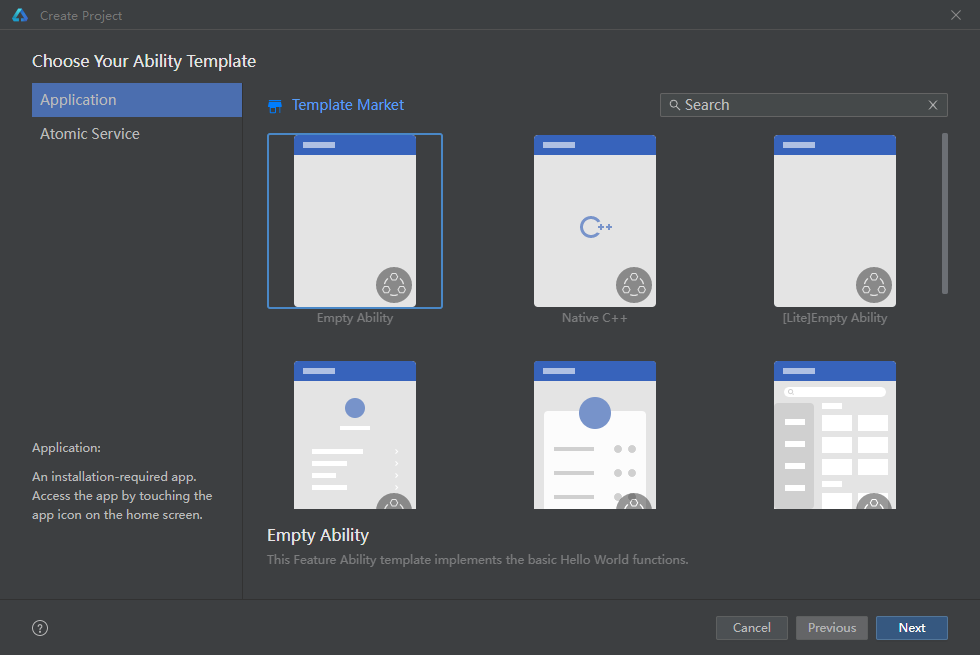 Create Project
Choose Your Ability Template
Application
Atomic Service
Template Market
Search
Empty Ability
C++
Native C++
[Lite]Empty Ability
Application:
An installation-required app.
Access the app by touching the
app icon on the home screen.
Empty Ability
This Feature Ability template implements the basic Hello World functions.
?
Cancel
Previous
Next